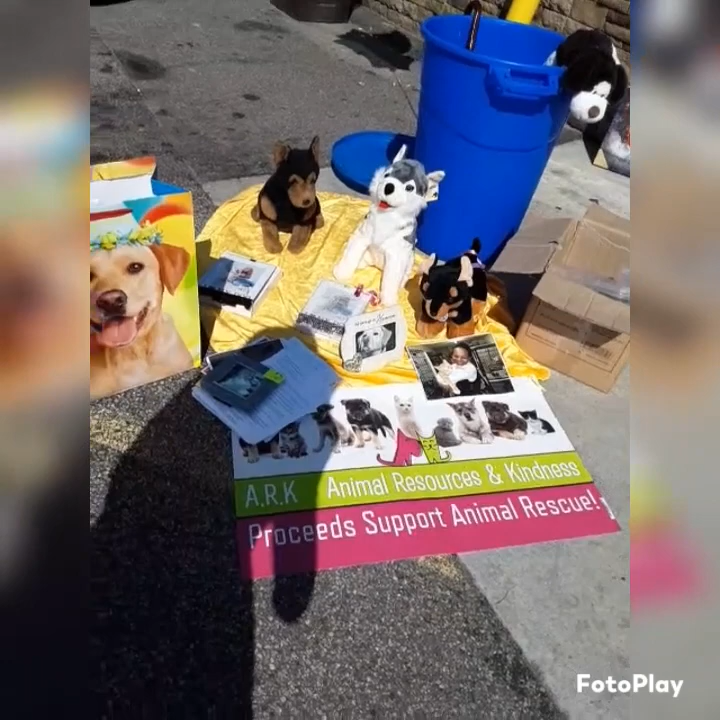 A.R.K Animal Resources & Kindness
Proceeds Support Animal Rescue!
FotoPlay